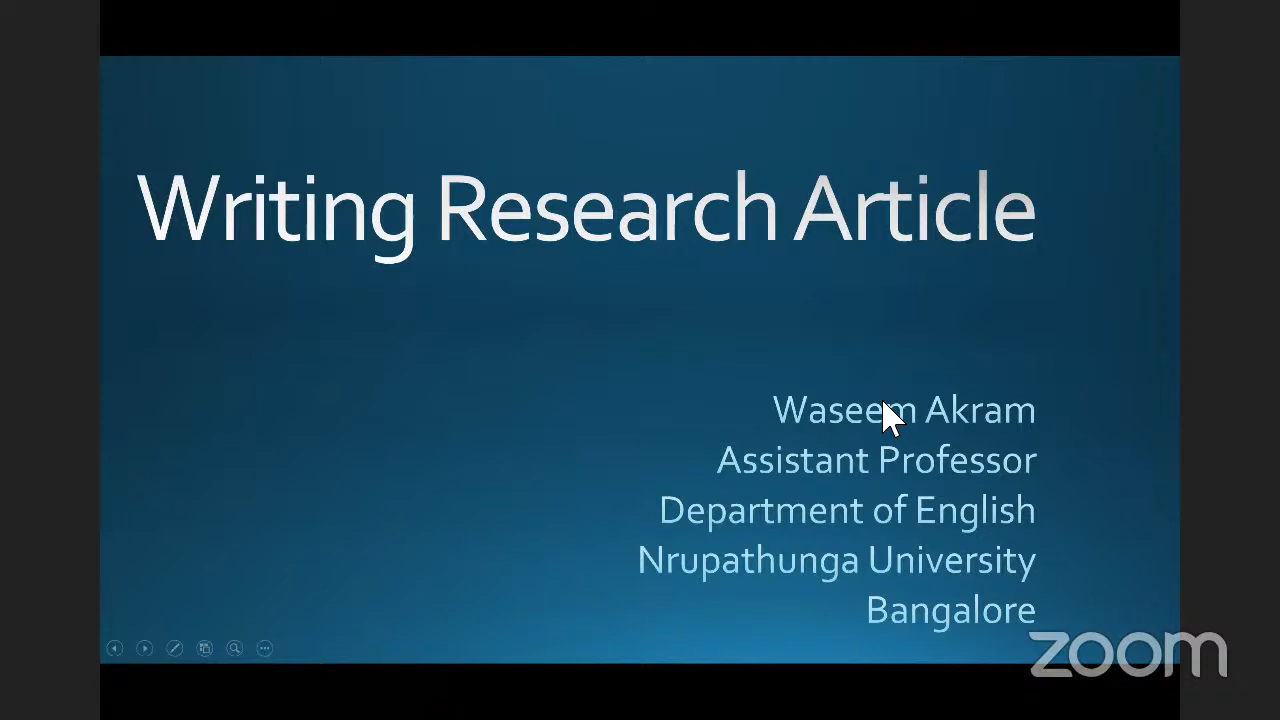 Writing Research Article
Waseem Akram
Assistant Professor
Department of English
Nrupathunga University
Bangalore
zoom